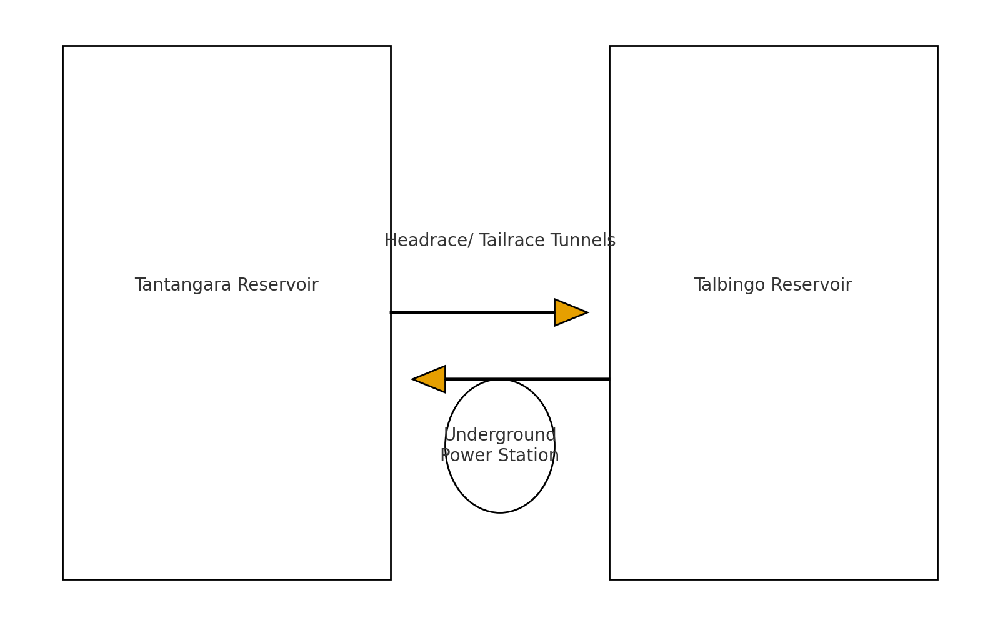 Headrace/ Tailrace Tunnels
Tantangara Reservoir
Talbingo Reservoir
Underground
Power Station